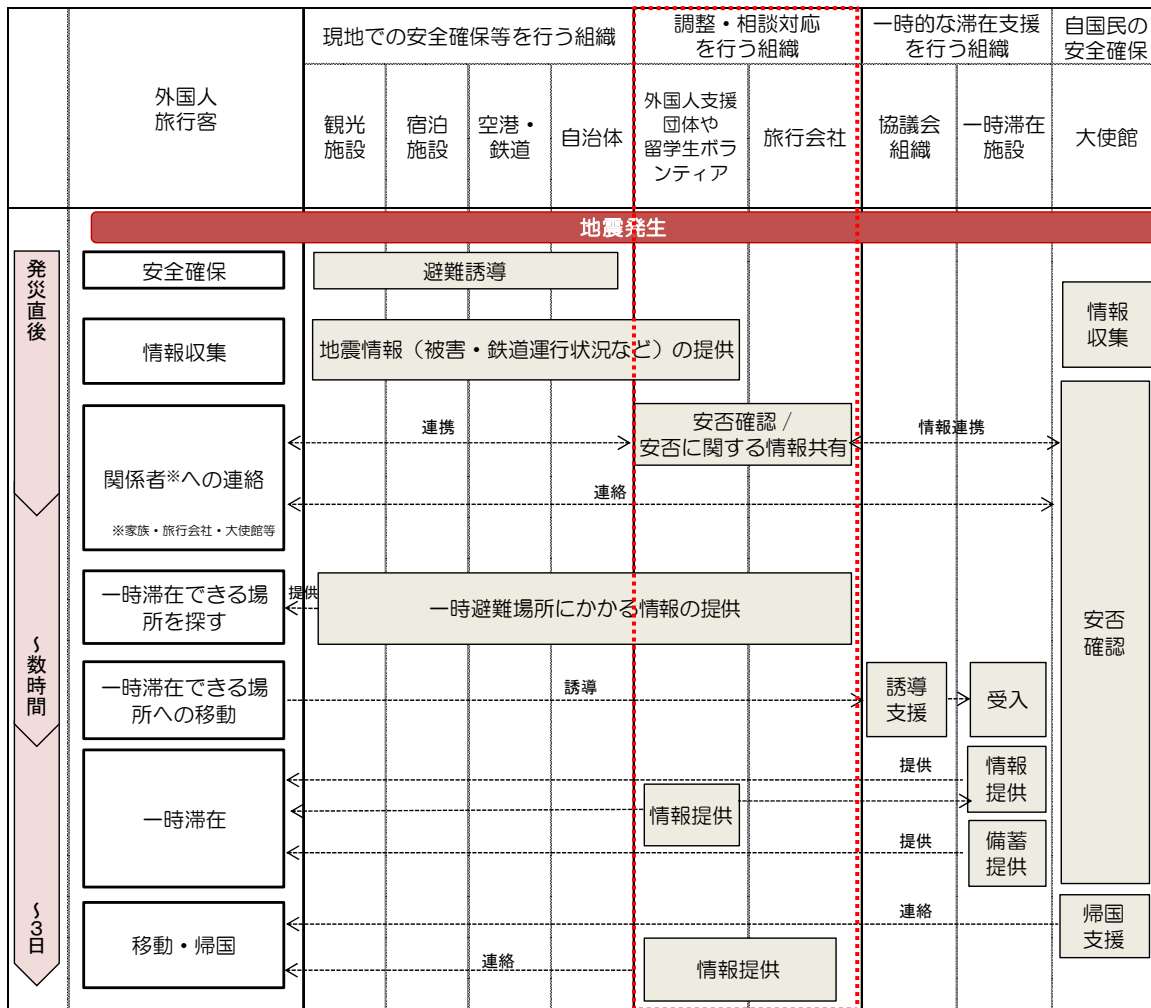 現地での安全確保等を行う組織
調整・相談対応
を行う組織
一時的な滞在支援
を行う組織
自国民の
安全確保
外国人
旅行客
観光
施設
宿泊
施設
空港・
鉄道
自治体
外国人支援
団体や
留学生ボラ
ンティア
旅行会社
協議会
組織
一時滞在
施設
大使館
地震発生
発災直後
安全確保
避難誘導
情報
収集
情報収集
地震情報（被害・鉄道運行状況など）の提供
関係者※への連絡
※家族・旅行会社・大使館等
連携
安否確認 /
安否に関する情報共有
情報連携
連絡
安否
確認
～数時間
一時滞在できる場
所を探す
提供
一時避難場所にかかる情報の提供
一時滞在できる場
所への移動
誘導
誘導
支援
受入
～3日
一時滞在
提供
情報
提供
情報提供
提供
備蓄
提供
移動・帰国
連絡
帰国
支援
連絡
情報提供